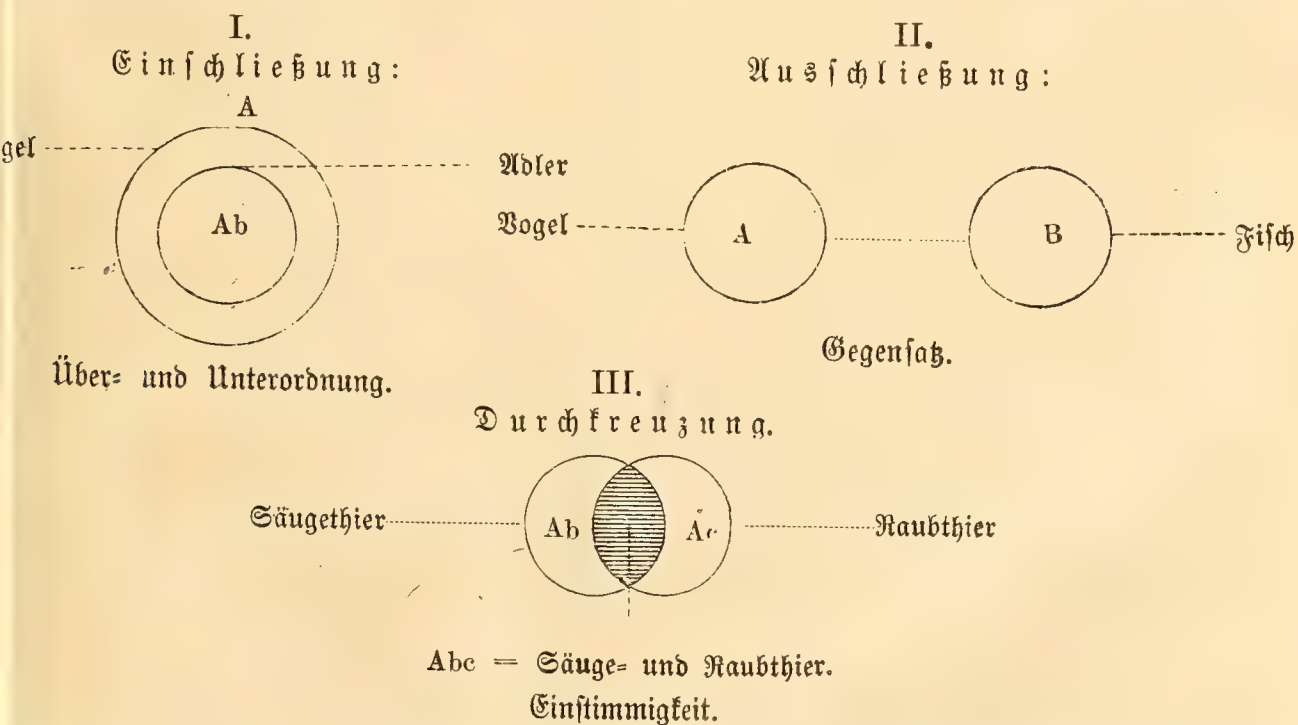 I.
Einschließung:
A
gel
Adler
Ab
Über- und Unterordnung.
II.
Ausschließung:
Vogel
A
B
Fisch
Gegensatz.
III.
Durchkreuzung.
Säugethier
Ab
Ac
Raubthier
Abc = Säuge- und Raubthier.
Einstimmigkeit.